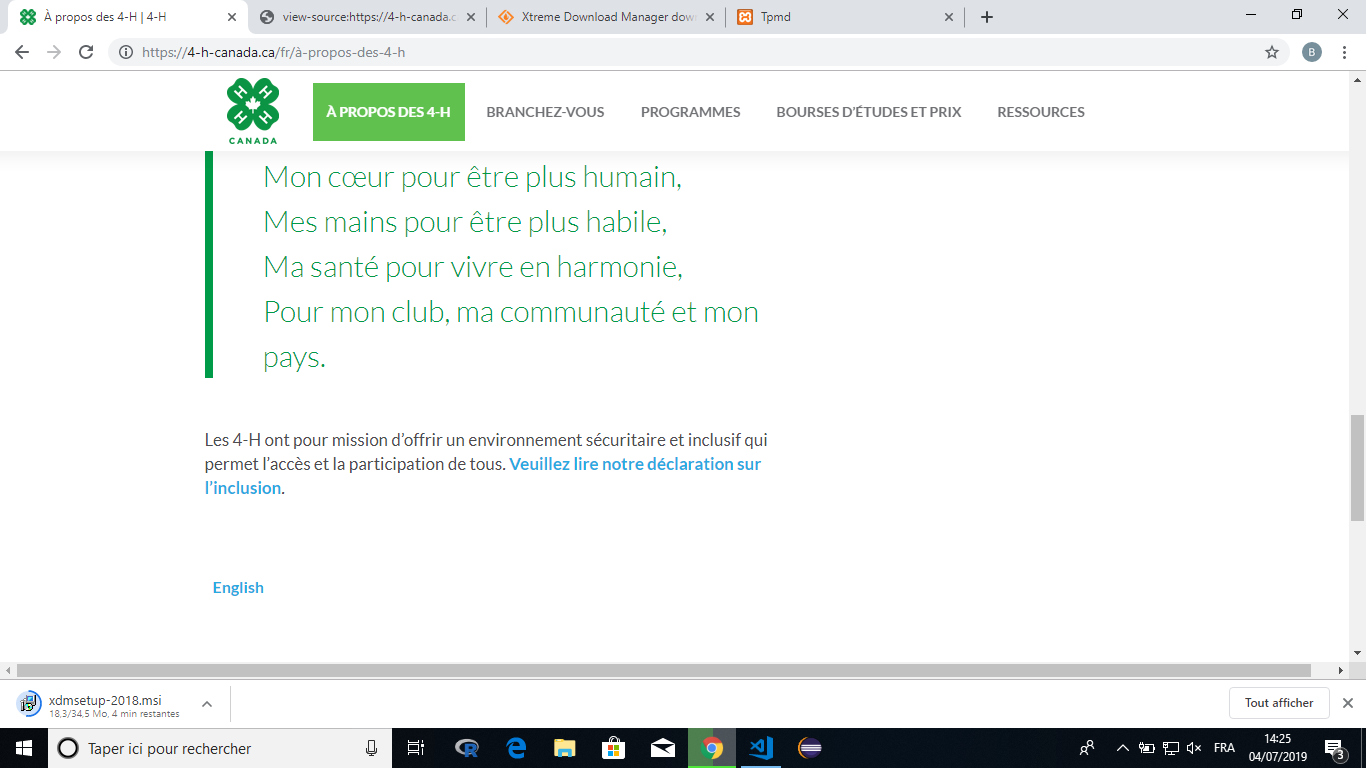 À propos des 4-H | 4-H
view-source:https://4-h-canada.c
Xtreme Download Manager dow
Tpmd
https://4-h-canada.ca/fr/à-propos-des-4-h
B
H H H H
CANADA
À PROPOS DES 4-H
BRANCHEZ-VOUS
PROGRAMMES
BOURSES D'ÉTUDES ET PRIX
RESSOURCES
Mon cœur pour être plus humain,
Mes mains pour être plus habile,
Ma santé pour vivre en harmonie,
Pour mon club, ma communauté et mon
pays.
Les 4-H ont pour mission d’offrir un environnement sécuritaire et inclusif qui
permet l’accès et la participation de tous. Veuillez lire notre déclaration sur
l’inclusion.
English
xdmsetup-2018.msi
18,3/34,5 Mo, 4 min restantes
Tout afficher
Taper ici pour rechercher
FRA
14:25
04/07/2019
3